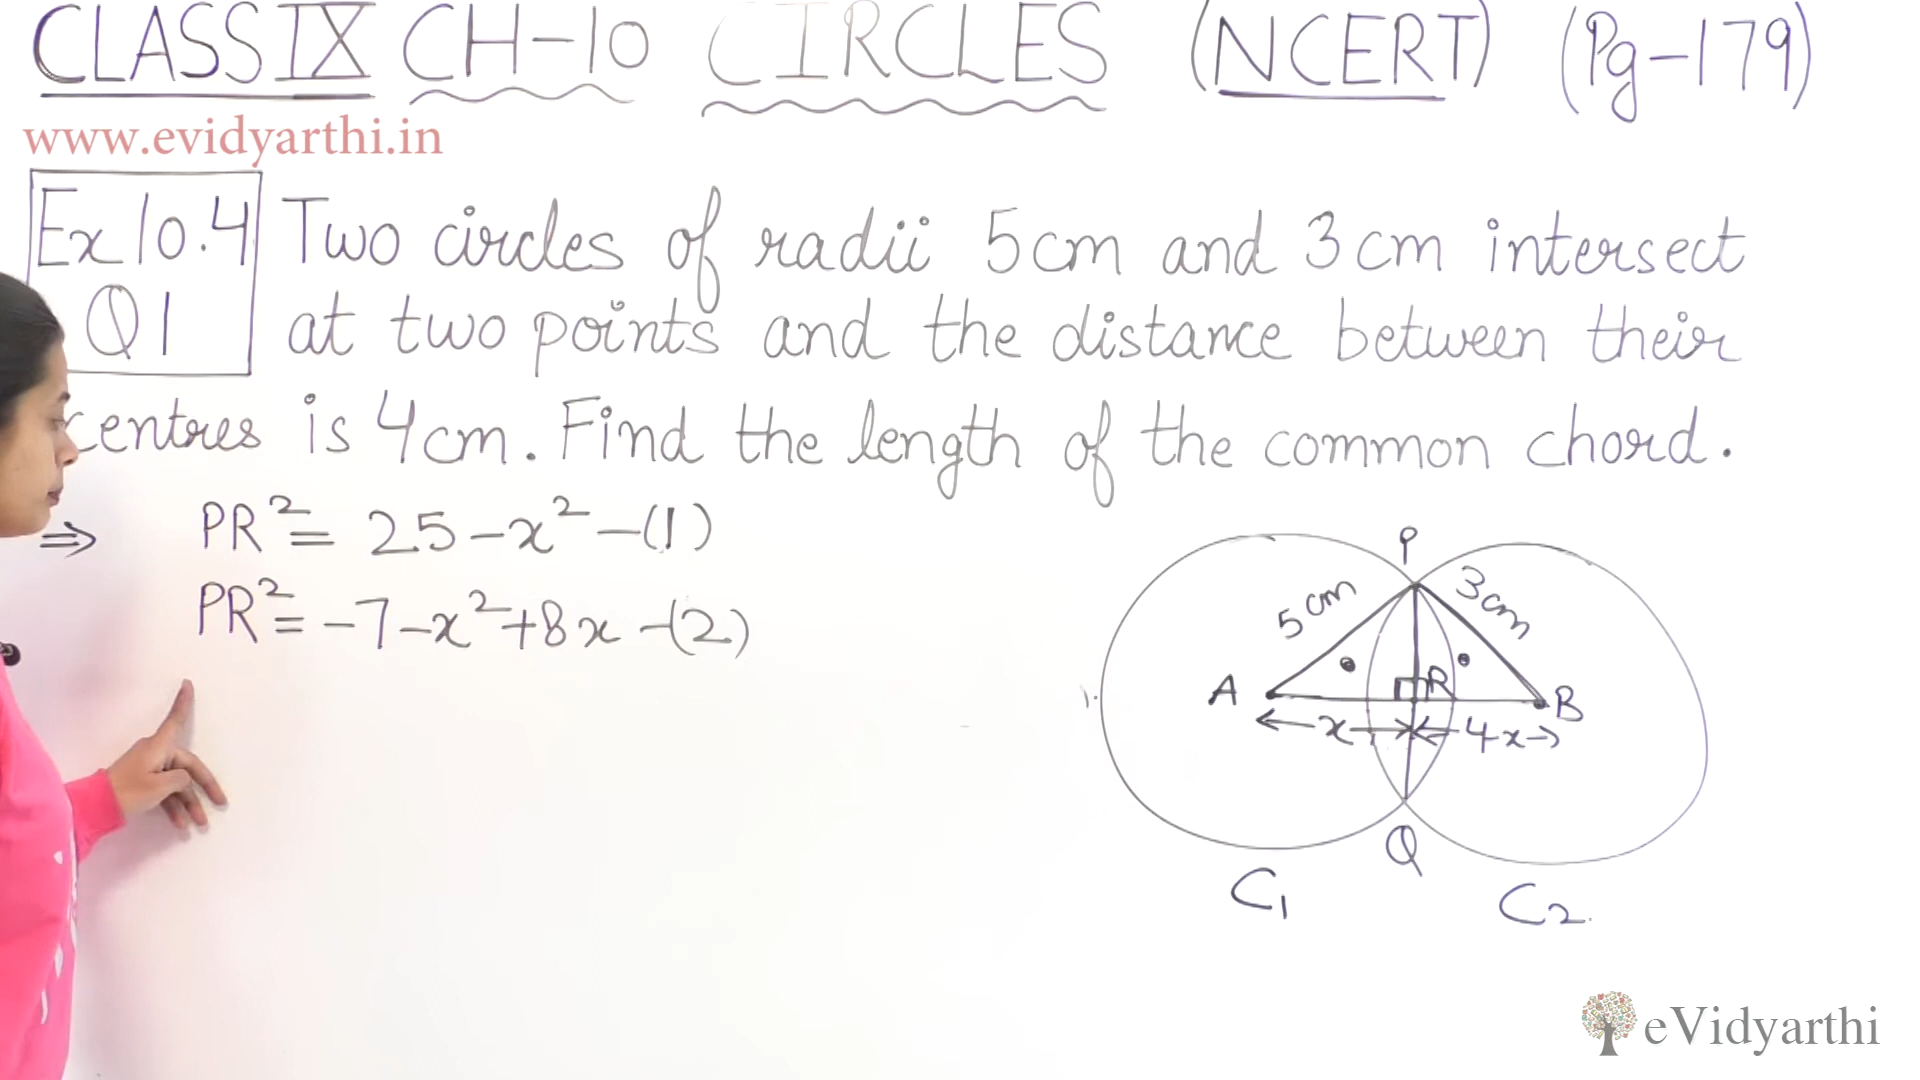 CLASS IX CH-10 CIRCLES (NCERT) (Pg-179)
www.evidyarthi.in
Ex 10.4 Two circles of radii 5cm and 3cm intersect
Q1 at two points and the distance between their
centres is 4cm. Find the length of the common chord.
⇒ PR² = 25 - x² - (1)
PR² = -7 - x² + 8x - (2)
P
5cm
3cm
A
R
B
x
4x
Q
C₁
C₂
eVidyarthi